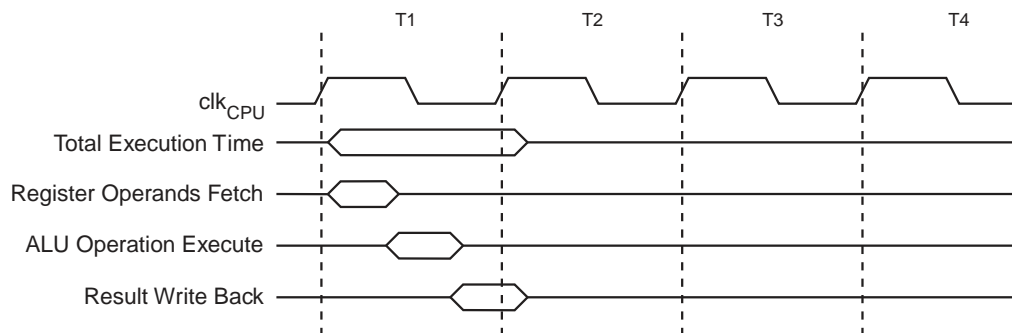 T1 T2 T3 T4
clkCPU
Total Execution Time
Register Operands Fetch
ALU Operation Execute
Result Write Back